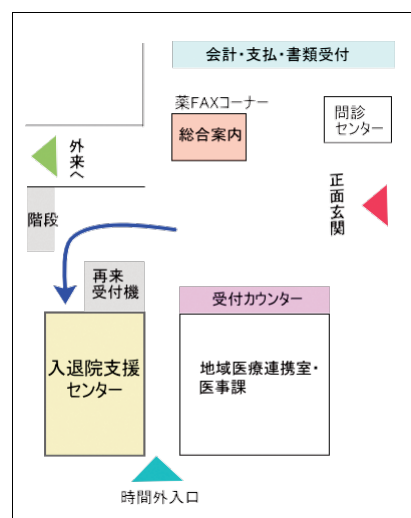 会計・支払・書類受付
薬FAXコーナー
総合案内
問診
センター
外来へ
正面玄関
階段
再来
受付機
受付カウンター
入退院支援
センター
地域医療連携室・
医事課
時間外入口